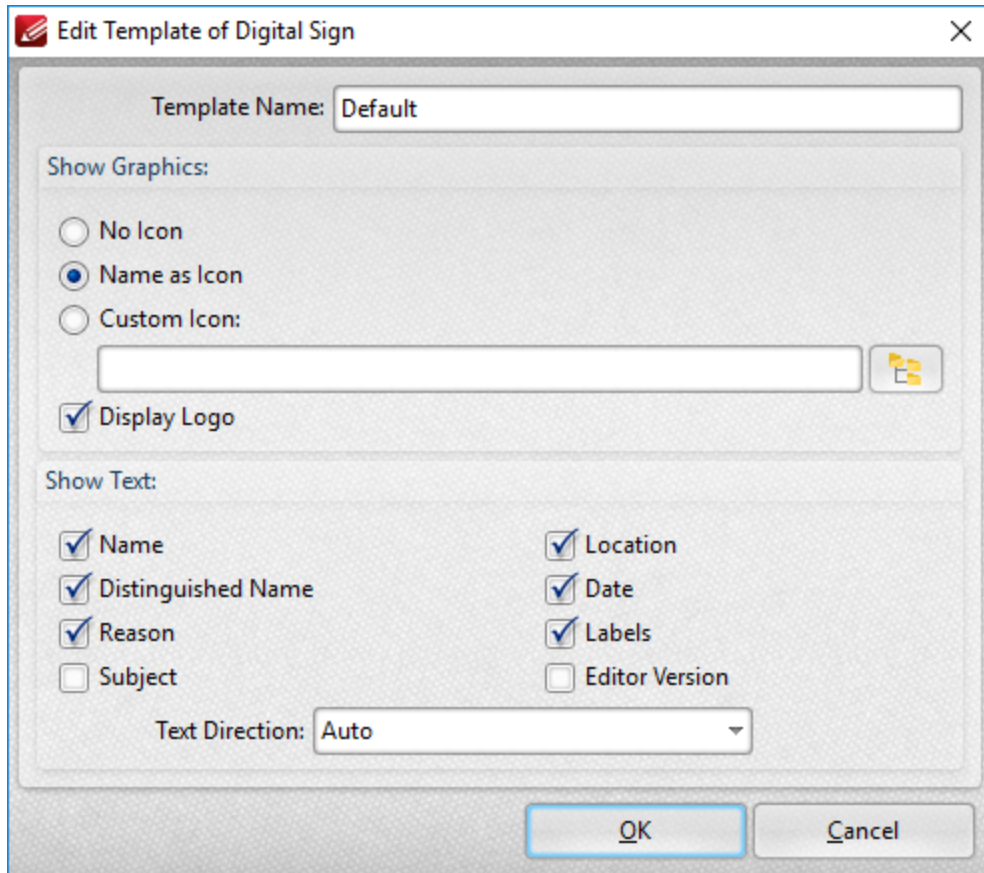 Edit Template of Digital Sign
Template Name: Default
Show Graphics:
No Icon
Name as Icon
Custom Icon:
Display Logo
Show Text:
Name Location
Distinguished Name Date
Reason Labels
Subject Editor Version
Text Direction: Auto
OK Cancel